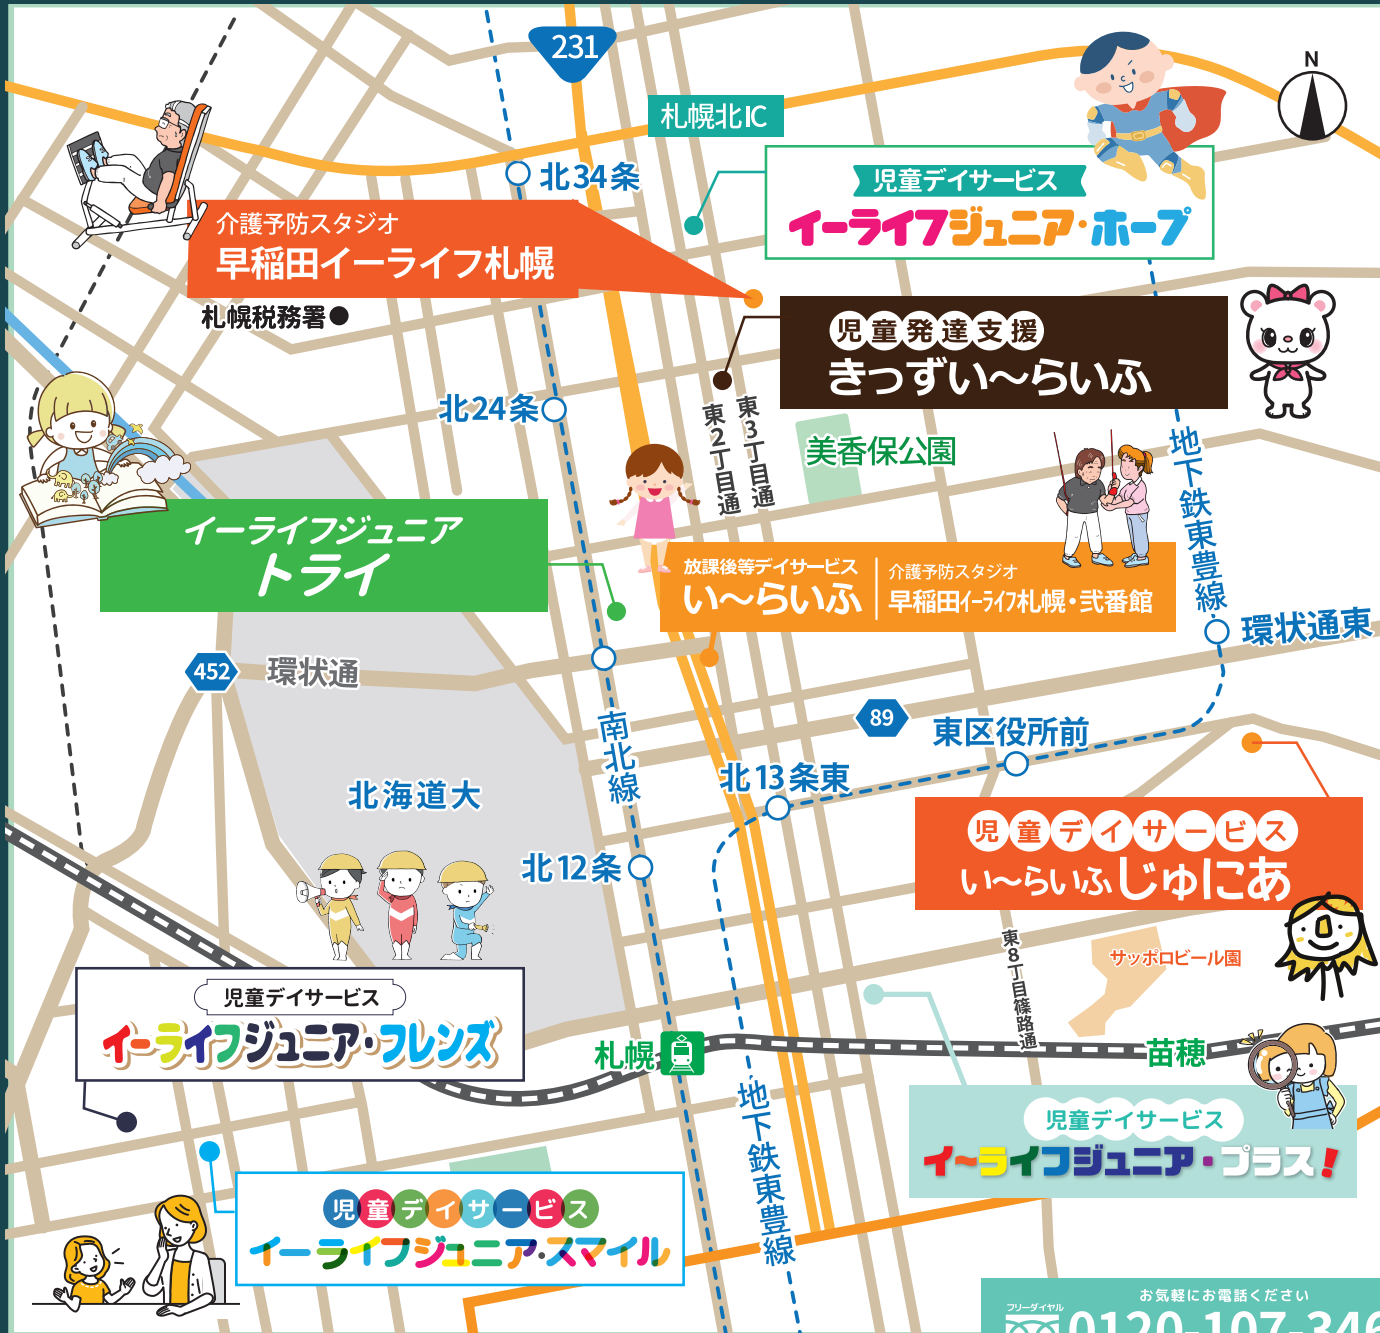 231
N
札幌北IC
北34条
児童デイサービス
イーライフジュニア・ホープ
介護予防スタジオ
早稲田イーライフ札幌
札幌税務署●
児童発達支援
きっずい～らいふ
北24条
東2丁目通
東3丁目通
美香保公園
地下鉄東豊線
イーライフジュニア
トライ
放課後等デイサービス
い～らいふ
介護予防スタジオ
早稲田イーライフ札幌・弐番館
環状通東
452
環状通
南北線
89
東区役所前
北13条東
北海道大
児童デイサービス
い～らいふじゅにあ
北12条
東8丁目篠路通
サッポロビール園
児童デイサービス
イーライフジュニア・フレンズ
札幌
苗穂
地下鉄東豊線
児童デイサービス
イ～ライフジュニア・プラス!
児童デイサービス
イーライフジュニア・スマイル
お気軽にお電話ください
フリーダイヤル
0120-107-346